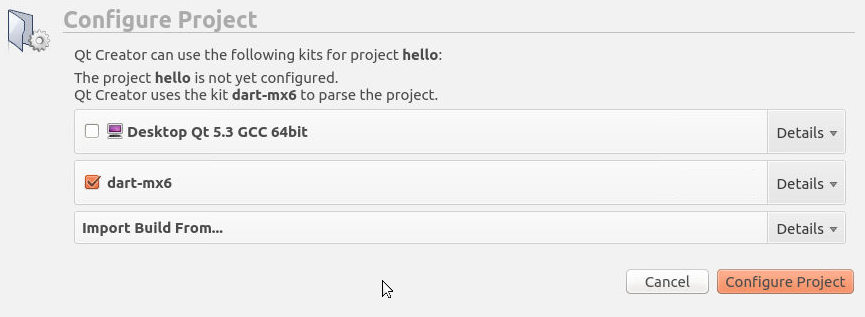 Configure Project
Qt Creator can use the following kits for project hello:
The project hello is not yet configured.
Qt Creator uses the kit dart-mx6 to parse the project.
Desktop Qt 5.3 GCC 64bit Details
dart-mx6 Details
Import Build From... Details
Cancel Configure Project